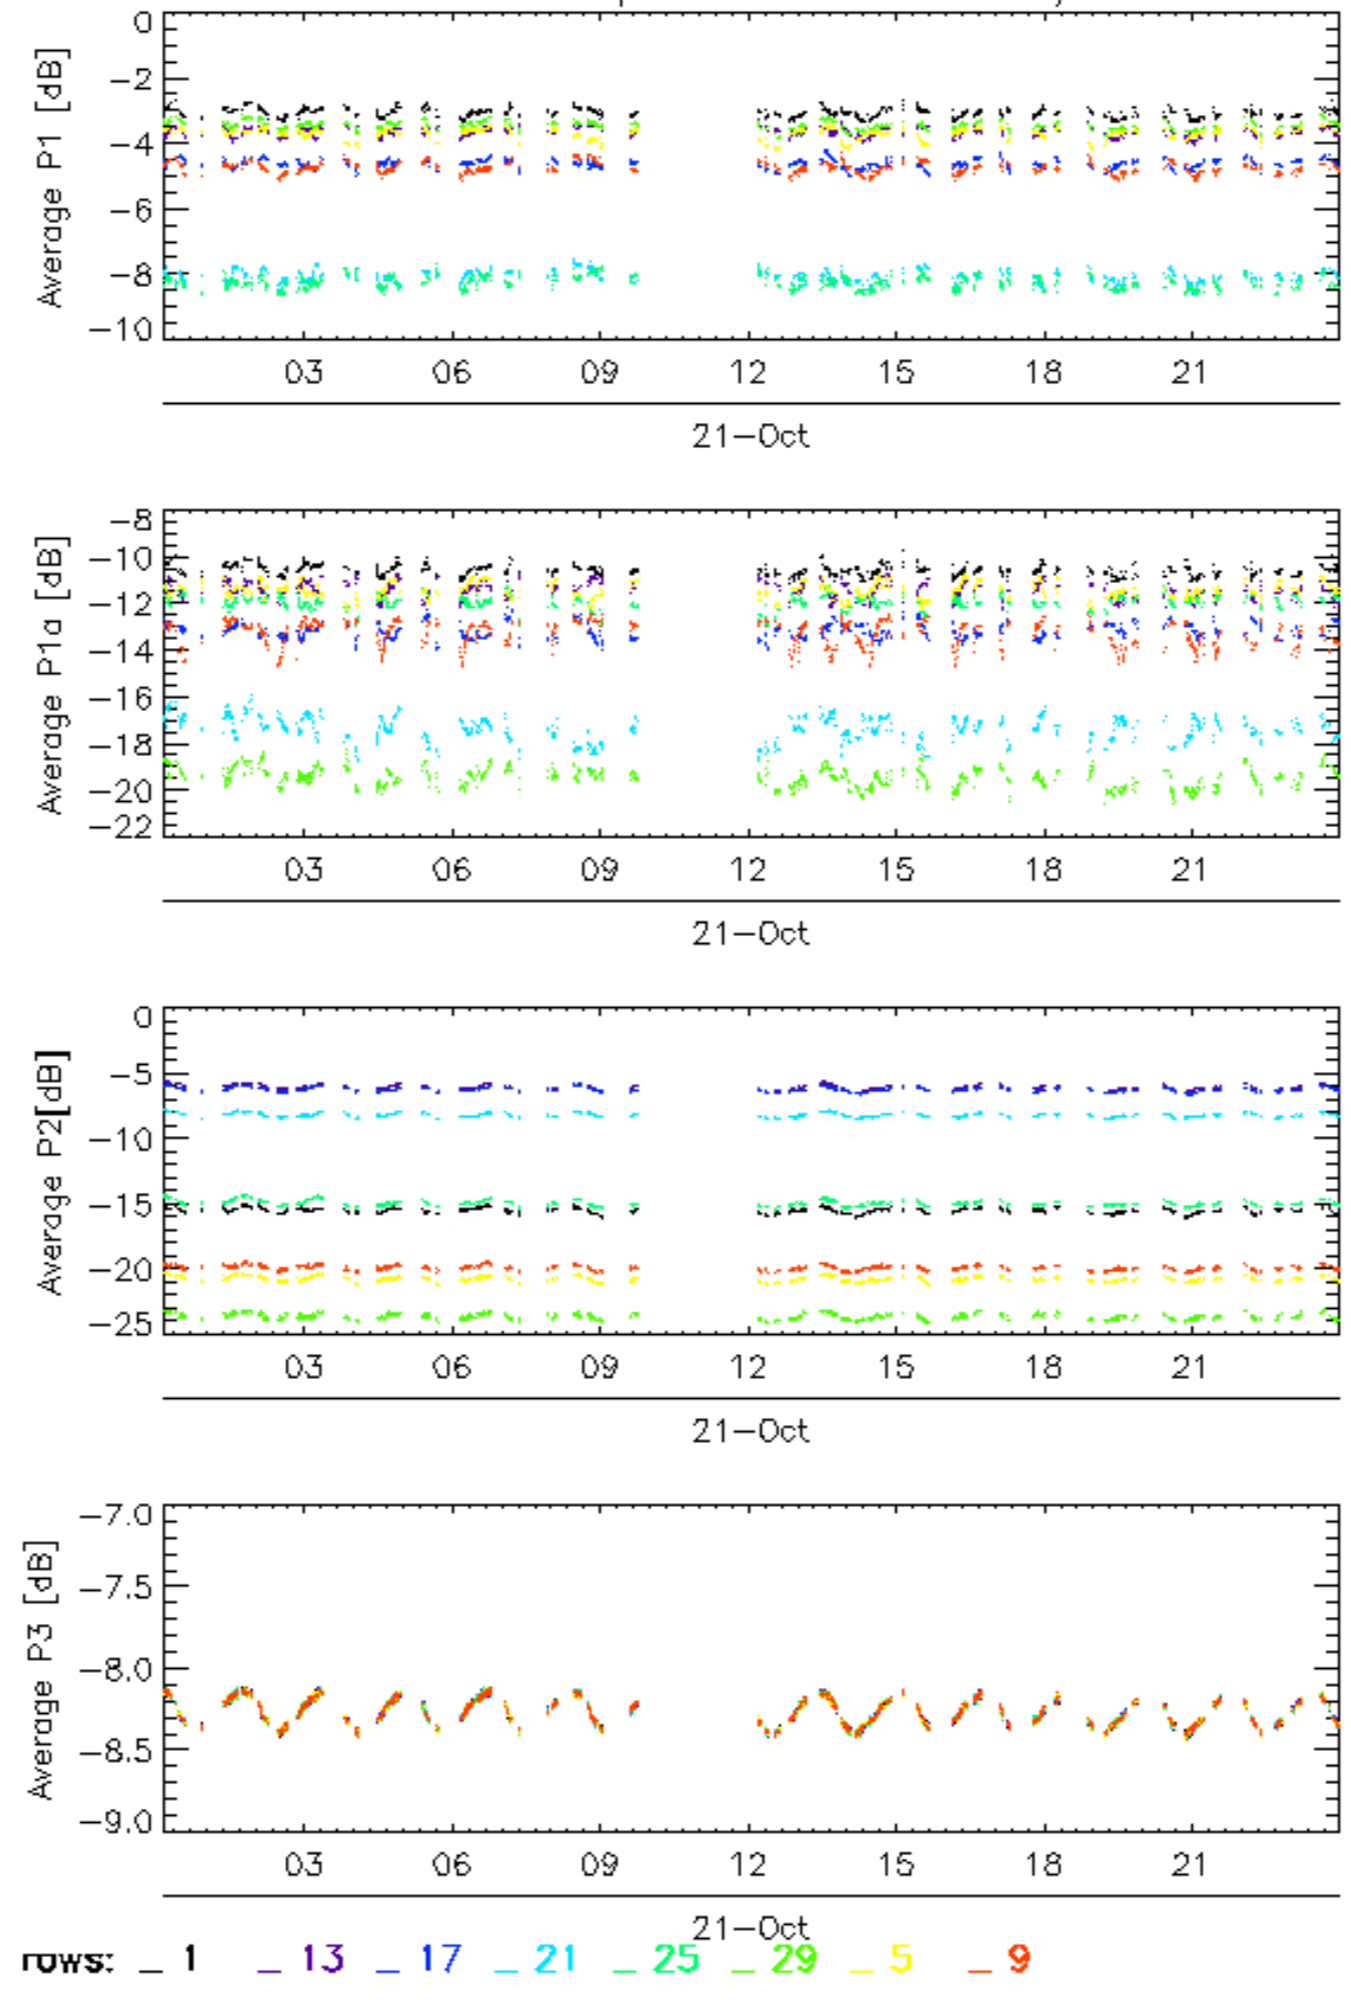 Average P1 [dB]
0
−2
−4
−6
−8
−10
03 06 09 12 15 18 21
21−Oct
Average P1a [dB]
−8
−10
−12
−14
−16
−18
−20
−22
03 06 09 12 15 18 21
21−Oct
Average P2[dB]
0
−5
−10
−15
−20
−25
03 06 09 12 15 18 21
21−Oct
Average P3 [dB]
−7.0
−7.5
−8.0
−8.5
−9.0
03 06 09 12 15 18 21
21−Oct
rows: _ 1 _ 13 _ 17 _ 21 _ 25 _ 29 _ 5 _ 9